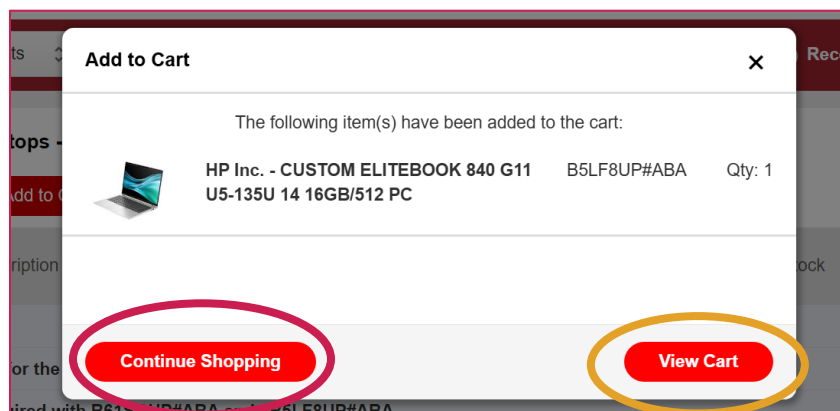 ts
Add to Cart
×
Rec
The following item(s) have been added to the cart:
tops -
HP Inc. - CUSTOM ELITEBOOK 840 G11
U5-135U 14 16GB/512 PC
B5LF8UP#ABA
Qty: 1
dd to
ription
ock
Continue Shopping
View Cart
or the